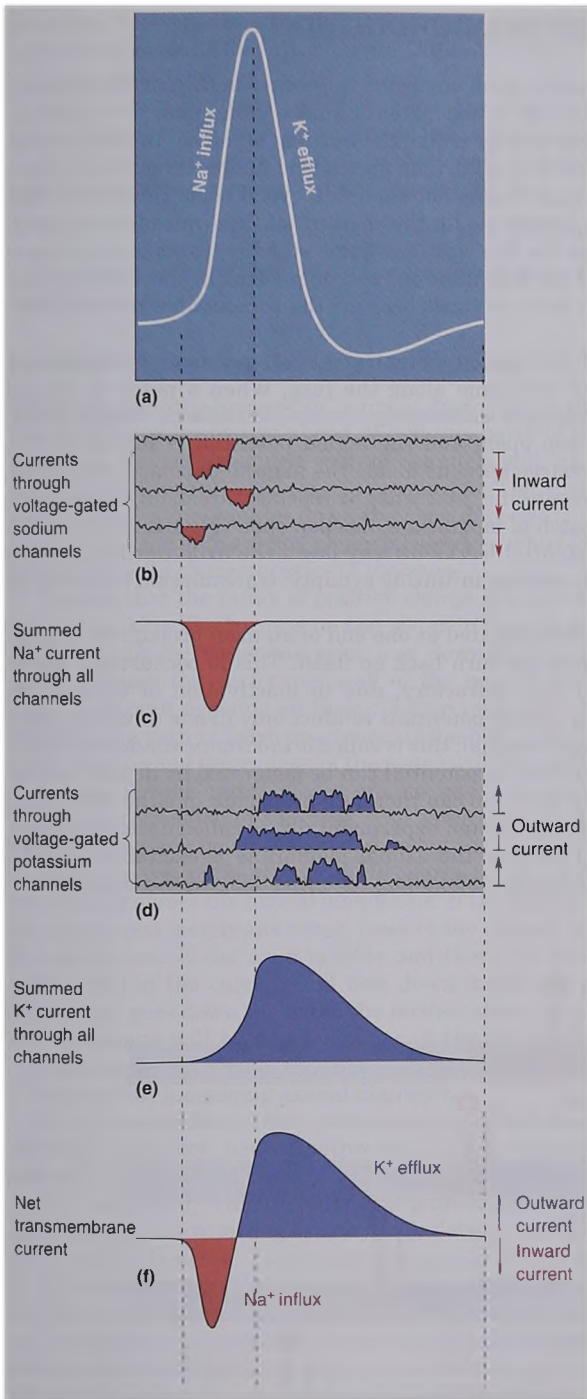 Na⁺ influx
K⁺ efflux
(a)
Currents
through
voltage-gated
sodium
channels
Inward
current
(b)
Summed
Na⁺ current
through all
channels
(c)
Currents
through
voltage-gated
potassium
channels
Outward
current
(d)
Summed
K⁺ current
through all
channels
(e)
K⁺ efflux
Net
transmembrane
current
Outward
current
Inward
current
(f)
Na⁺ influx